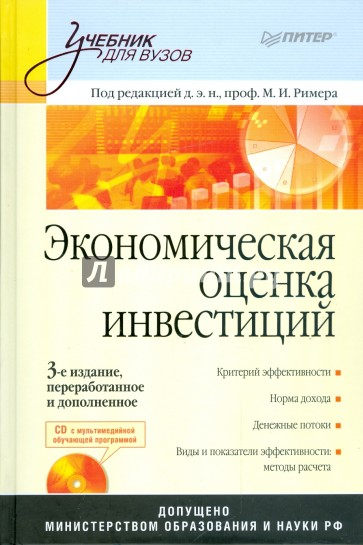 Учебник
для вузов
ПИТЕР®
Под редакцией д. э. н., проф. М. И. Римера
Экономическая
оценка
инвестиций
3-е издание,
переработанное
и дополненное
Критерий эффективности
Норма дохода
Денежные потоки
Виды и показатели эффективности:
методы расчета
CD с мультимедийной
обучающей программой
ДОПУЩЕНО
МИНИСТЕРСТВОМ ОБРАЗОВАНИЯ И НАУКИ РФ